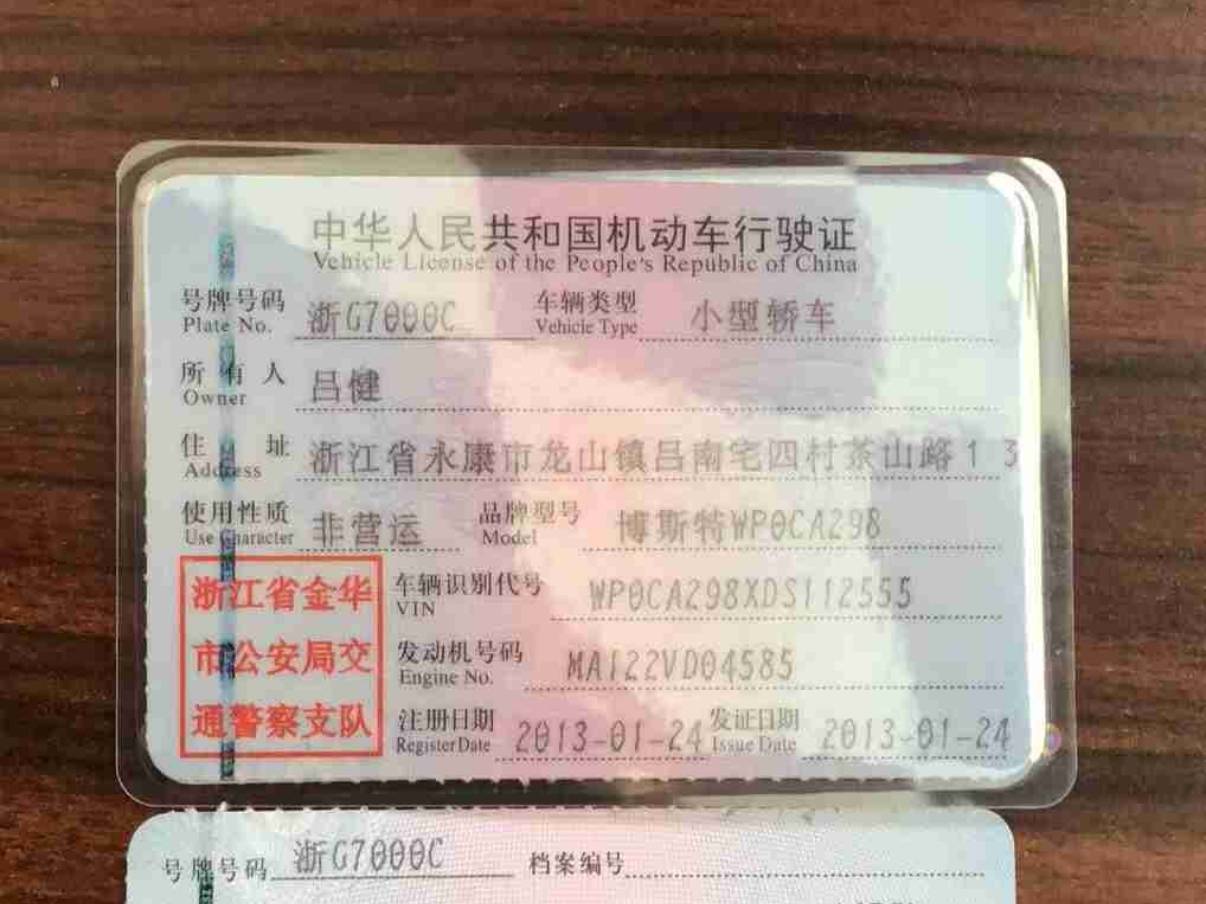 中华人民共和国机动车行驶证
Vehicle License of the People's Republic of China
号牌号码 浙G7000C 车辆类型 小型轿车
Plate No. Vehicle Type
所有人 吕健
Owner
住址 浙江省永康市龙山镇吕南宅四村茶山路13
Address
使用性质 非营运 品牌型号 博斯特WP0CA298
Use Character Model
浙江省金华
市公安局交
通警察支队
车辆识别代号 WP0CA298XDS112555
VIN
发动机号码 MA122VD04585
Engine No.
注册日期 2013-01-24 发证日期 2013-01-24
Register Date Issue Date
号牌号码 浙G7000C 档案编号